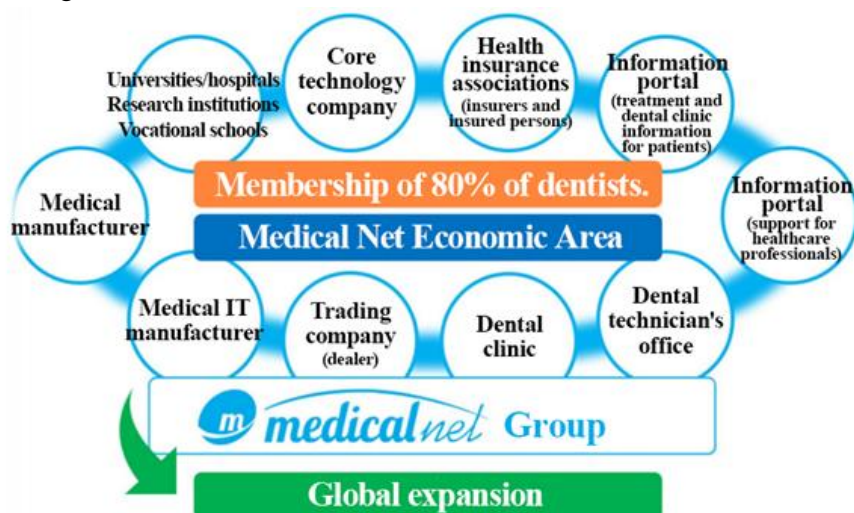 Universities/hospitals
Research institutions
Vocational schools
Core
technology
company
Health
insurance
associations
(insurers and
insured persons)
Information
portal
(treatment and
dental clinic
information
for patients)
Medical
manufacturer
Membership of 80% of dentists.
Medical Net Economic Area
Information
portal
(support for
healthcare
professionals)
Medical IT
manufacturer
Trading
company
(dealer)
Dental
clinic
Dental
technician's
office
m medicalnet Group
Global expansion